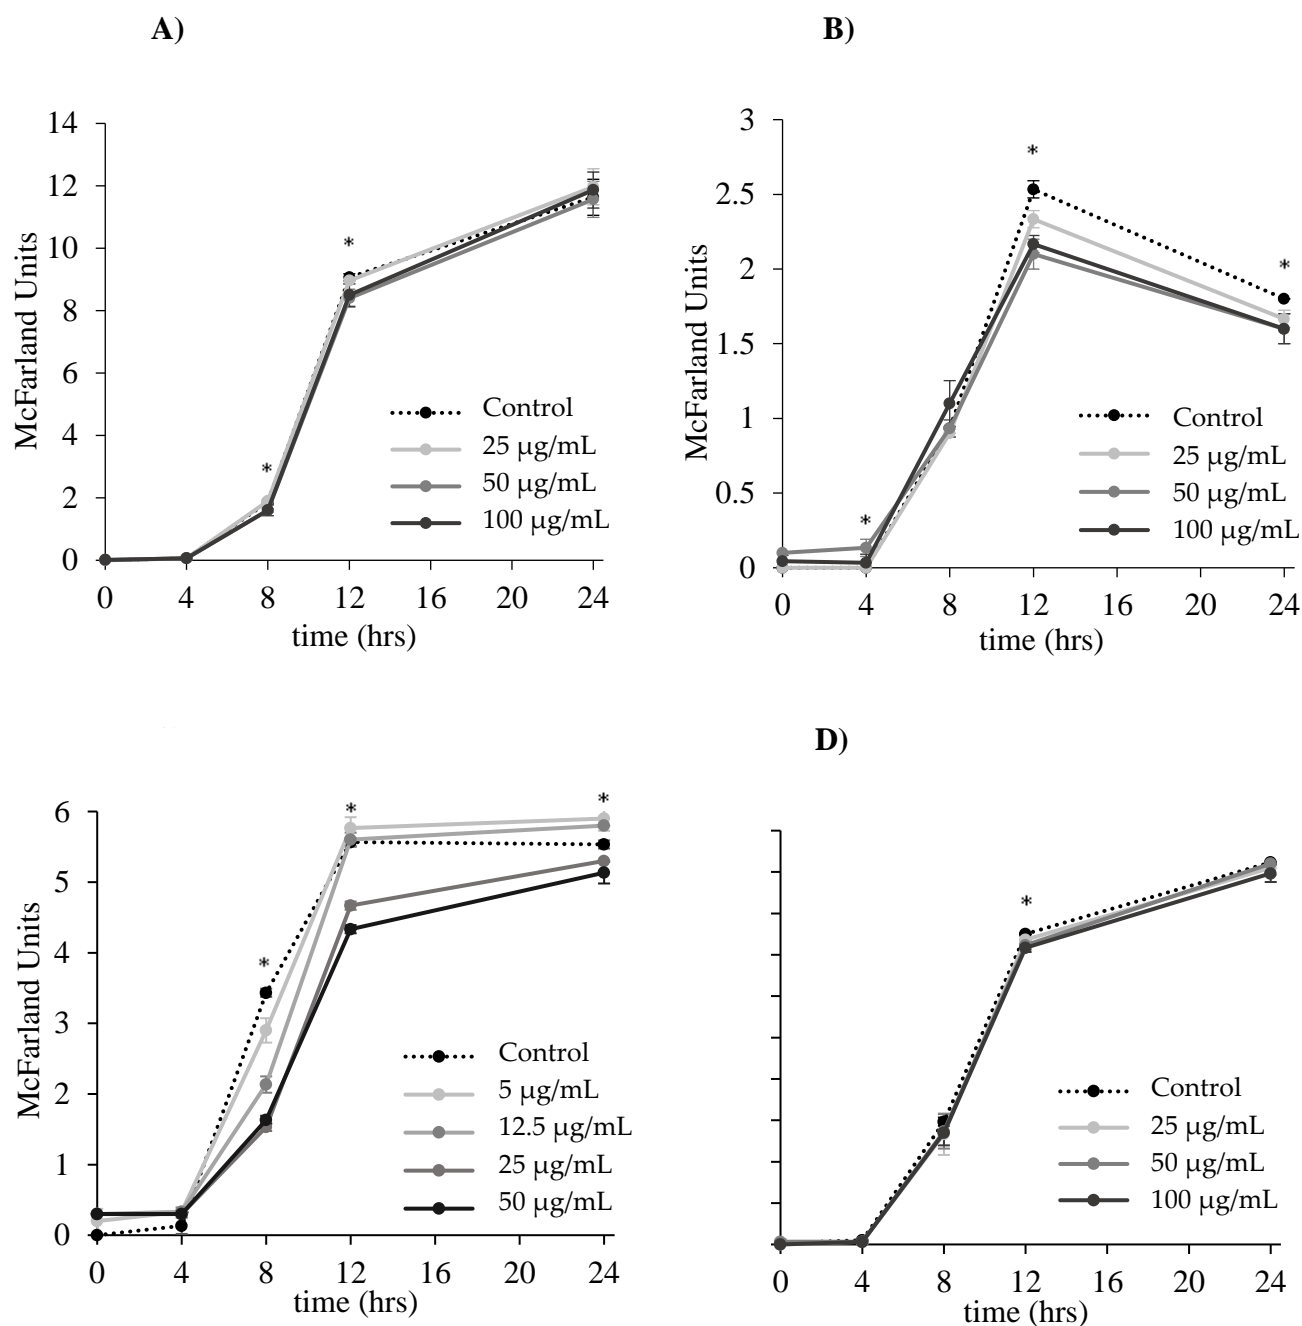 A)
B)
14
12
10
8
6
4
2
0
McFarland Units
*
*
Control
25 µg/mL
50 µg/mL
100 µg/mL
0 4 8 12 16 20 24
time (hrs)
3
2.5
2
1.5
1
0.5
0
McFarland Units
*
*
*
Control
25 µg/mL
50 µg/mL
100 µg/mL
0 4 8 12 16 20 24
time (hrs)
D)
6
5
4
3
2
1
0
McFarland Units
*
*
*
Control
5 µg/mL
12.5 µg/mL
25 µg/mL
50 µg/mL
0 4 8 12 16 20 24
time (hrs)
*
Control
25 µg/mL
50 µg/mL
100 µg/mL
0 4 8 12 16 20 24
time (hrs)